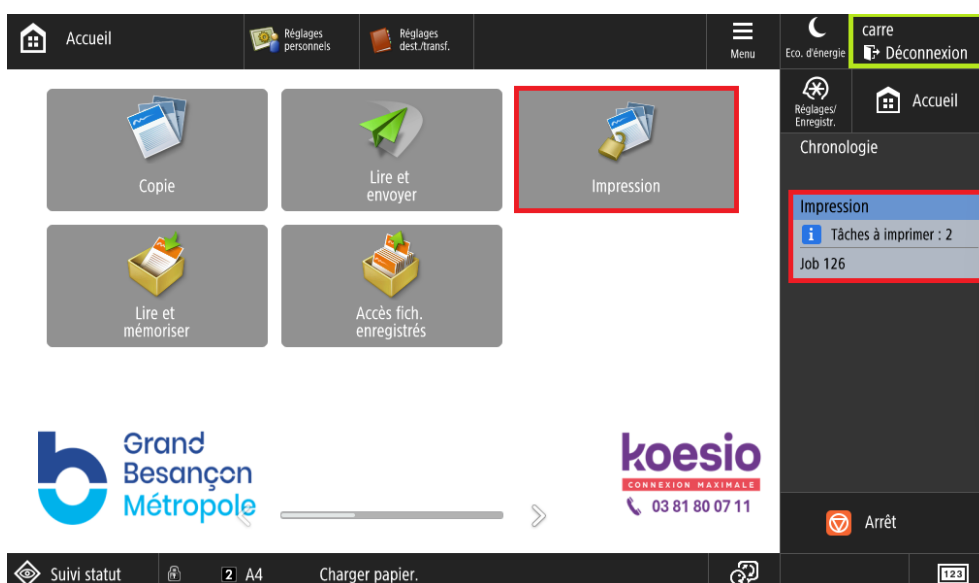 Accueil
Réglages
personnels
Réglages
dest./transf.
Menu
Eco. d'énergie
carre
Déconnexion
Réglages/
Enregistr.
Accueil
Chronologie
Copie
Lire et
envoyer
Impression
Impression
Tâches à imprimer : 2
Job 126
Lire et
mémoriser
Accès fich.
enregistrés
Grand
Besançon
Métropole
koesio
CONNEXION MAXIMALE
03 81 80 07 11
Arrêt
Suivi statut
2 A4
Charger papier.
123